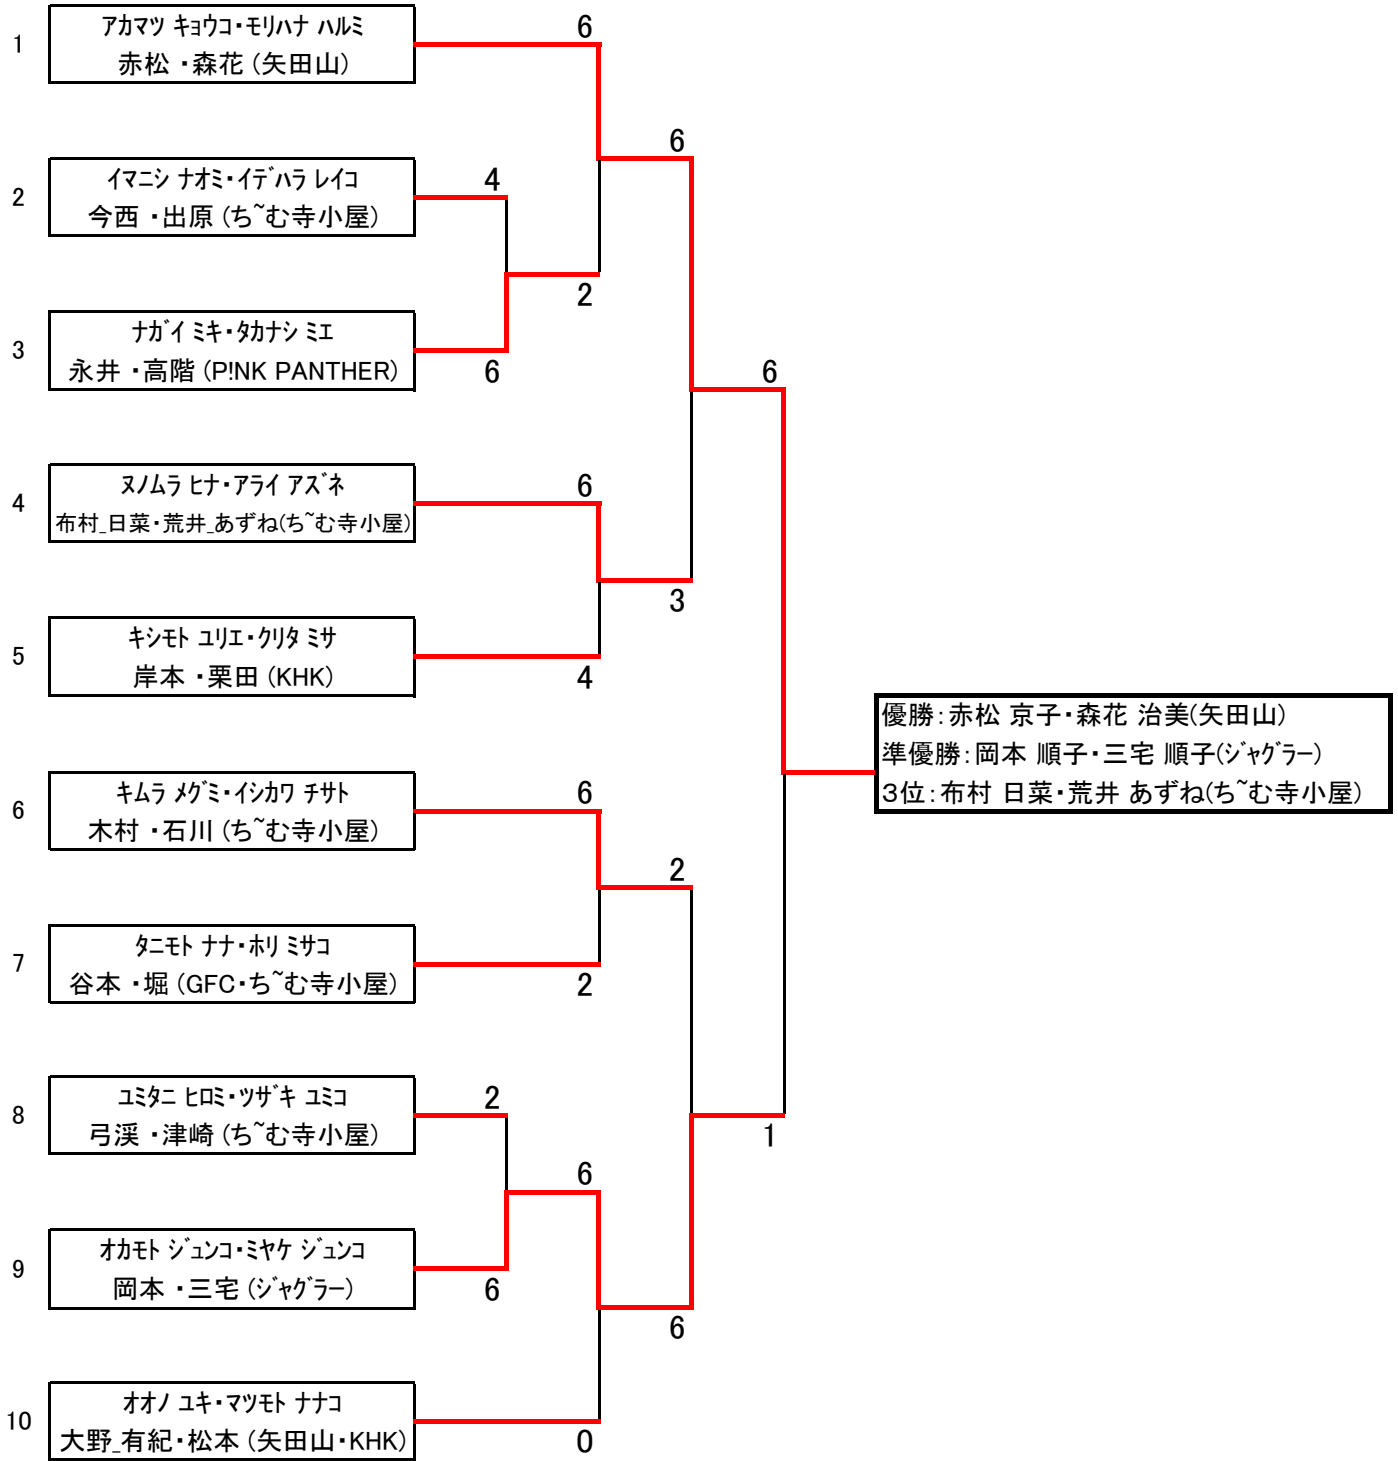 アカマツ キョウコ・モリハナ ハルミ
1
赤松 ・森花 (矢田山)
6
6
イマニシ ナオミ・イデハラ レイコ
2
今西 ・出原 (ち~む寺小屋)
4
2
ナガイ ミキ・タカナシ ミエ
3
永井 ・高階 (P!NK PANTHER)
6
6
ヌノムラ ヒナ・アライ アズネ
4
布村_日菜・荒井_あずね(ち~む寺小屋)
6
3
キシモト ユリエ・クリタ ミサ
5
岸本 ・栗田 (KHK)
4
優勝:赤松 京子・森花 治美(矢田山)
準優勝:岡本 順子・三宅 順子(ジャグラー)
3位:布村 日菜・荒井 あずね(ち~む寺小屋)
キムラ メグミ・イシカワ チサト
6
木村 ・石川 (ち~む寺小屋)
6
2
タニモト ナナ・ホリ ミサコ
7
谷本 ・堀 (GFC・ち~む寺小屋)
2
ユミタニ ヒロミ・ツザキ ユミコ
8
弓渓 ・津崎 (ち~む寺小屋)
2
1
6
オカモト ジュンコ・ミヤケ ジュンコ
9
岡本 ・三宅 (ジャグラー)
6
6
オオノ ユキ・マツモト ナナコ
10
大野_有紀・松本 (矢田山・KHK)
0